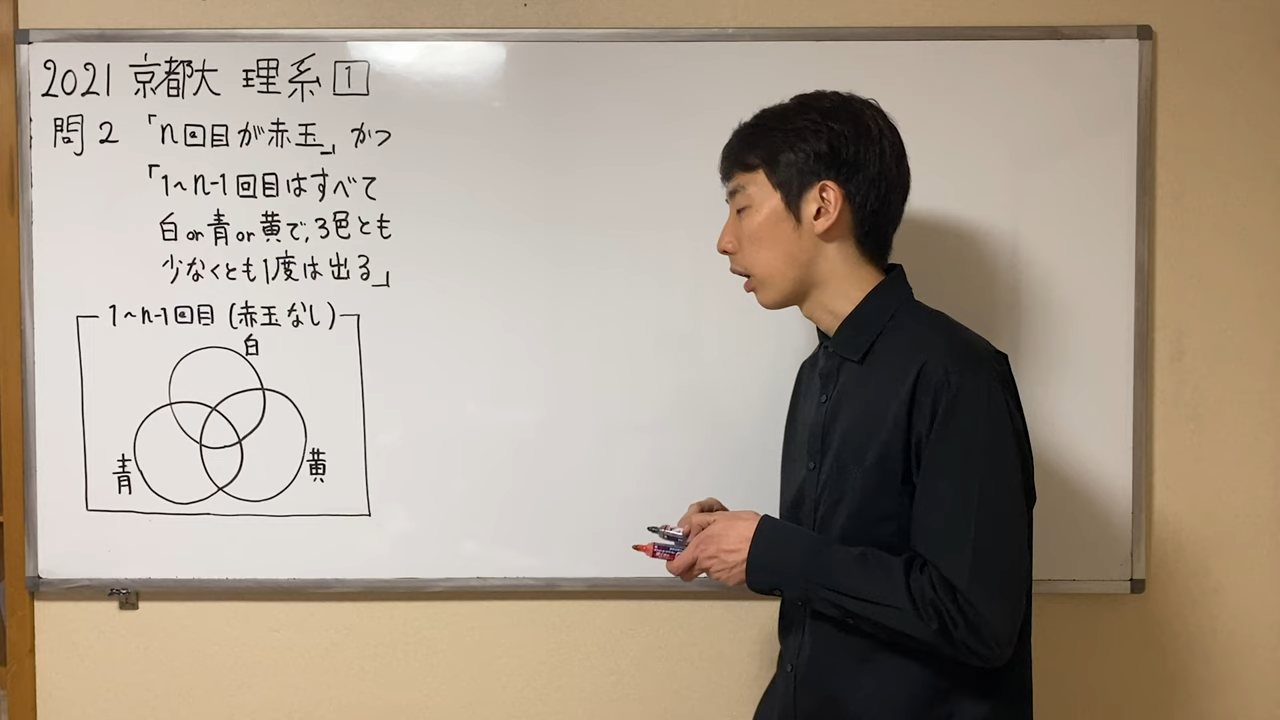 2021 京都大 理系 1
問2 「n回目が赤玉」かつ
「1~n-1回目はすべて
白or青or黄で,3色とも
少なくとも1度は出る」
1~n-1回目(赤玉なし)
白
青
黄